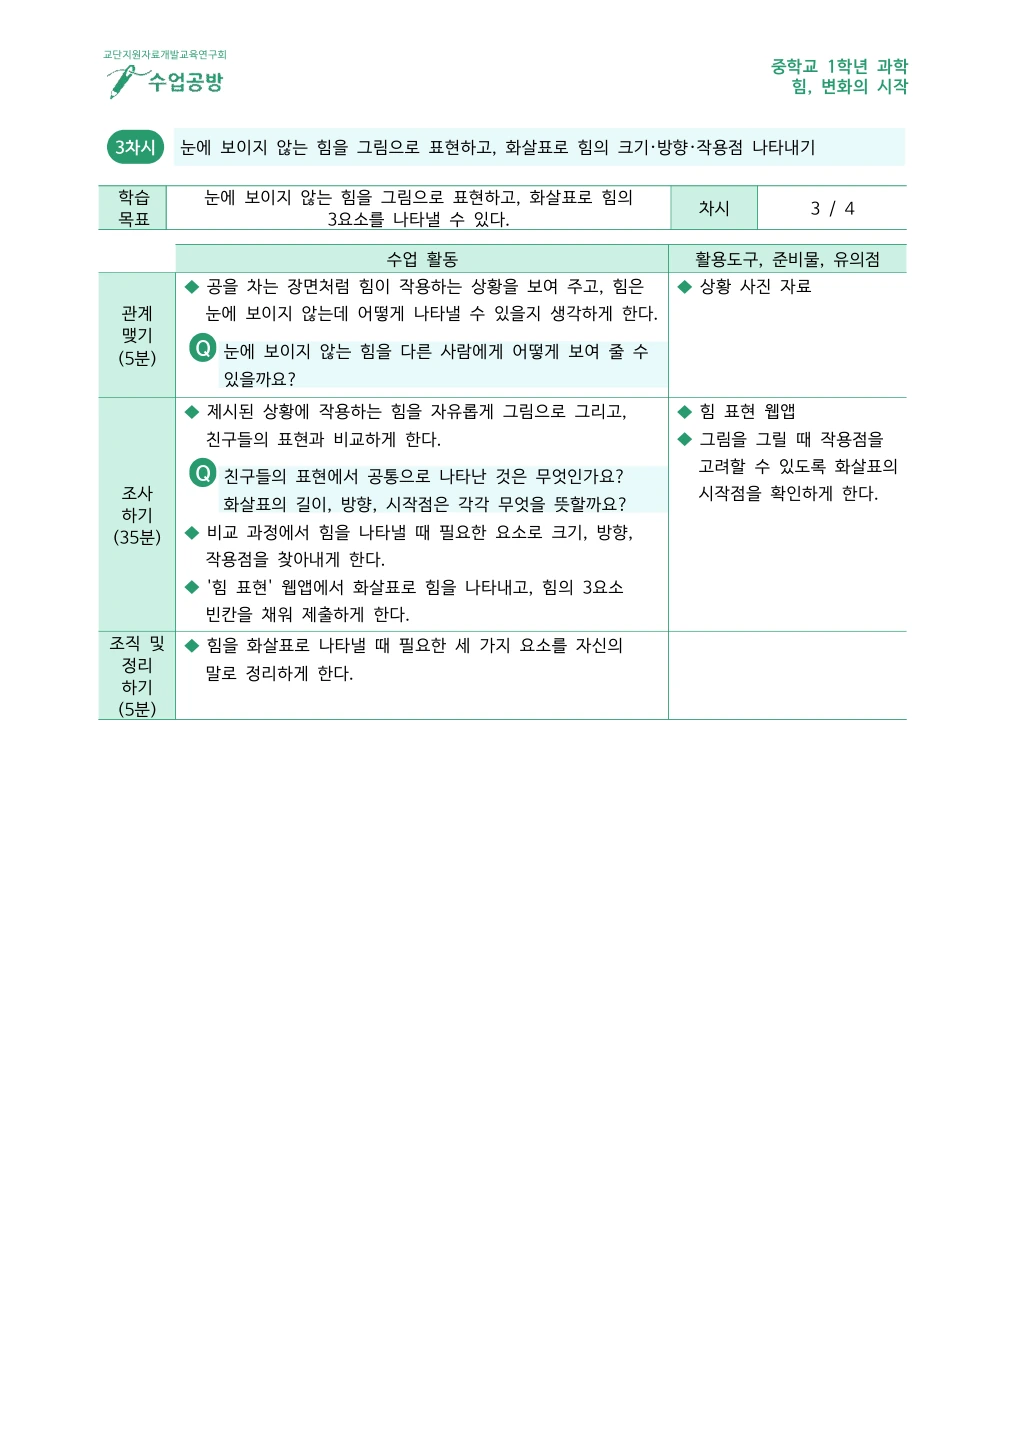 교단지원자료개발교육연구회
수업공방
중학교 1학년 과학
힘, 변화의 시작
3차시
눈에 보이지 않는 힘을 그림으로 표현하고, 화살표로 힘의 크기·방향·작용점 나타내기
학습
목표
눈에 보이지 않는 힘을 그림으로 표현하고, 화살표로 힘의
3요소를 나타낼 수 있다.
차시
3 / 4
수업 활동
활용도구, 준비물, 유의점
관계
맺기
(5분)
◆ 공을 차는 장면처럼 힘이 작용하는 상황을 보여 주고, 힘은
눈에 보이지 않는데 어떻게 나타낼 수 있을지 생각하게 한다.
Q 눈에 보이지 않는 힘을 다른 사람에게 어떻게 보여 줄 수
있을까요?
◆ 상황 사진 자료
조사
하기
(35분)
◆ 제시된 상황에 작용하는 힘을 자유롭게 그림으로 그리고,
친구들의 표현과 비교하게 한다.
Q 친구들의 표현에서 공통으로 나타난 것은 무엇인가요?
화살표의 길이, 방향, 시작점은 각각 무엇을 뜻할까요?
◆ 비교 과정에서 힘을 나타낼 때 필요한 요소로 크기, 방향,
작용점을 찾아내게 한다.
◆ '힘 표현' 웹앱에서 화살표로 힘을 나타내고, 힘의 3요소
빈칸을 채워 제출하게 한다.
◆ 힘 표현 웹앱
◆ 그림을 그릴 때 작용점을
고려할 수 있도록 화살표의
시작점을 확인하게 한다.
조직 및
정리
하기
(5분)
◆ 힘을 화살표로 나타낼 때 필요한 세 가지 요소를 자신의
말로 정리하게 한다.